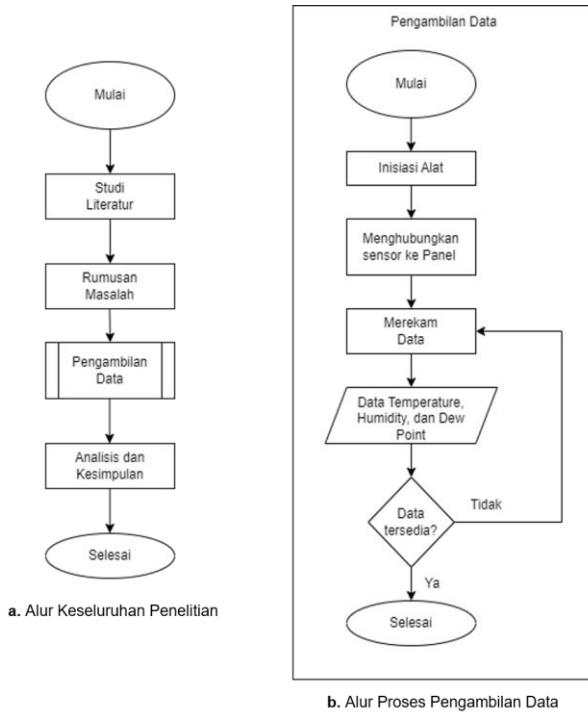 Mulai
Studi
Literatur
Rumusan
Masalah
Pengambilan
Data
Analisis dan
Kesimpulan
Selesai
a. Alur Keseluruhan Penelitian
Pengambilan Data
Mulai
Inisiasi Alat
Menghubungkan
sensor ke Panel
Merekam
Data
Data Temperature,
Humidity, dan Dew
Point
Data
tersedia?
Tidak
Ya
Selesai
b. Alur Proses Pengambilan Data